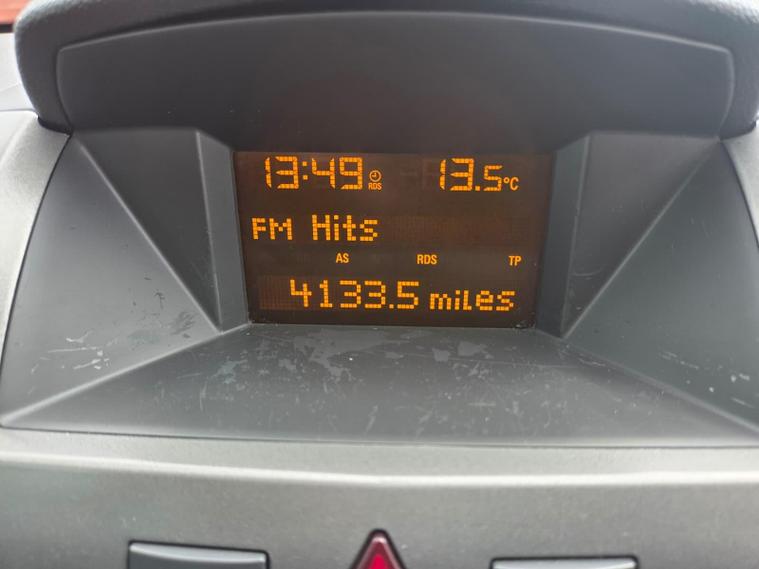 13:49 RDS 13.5°C
FM Hits
AS RDS TP
4133.5 miles